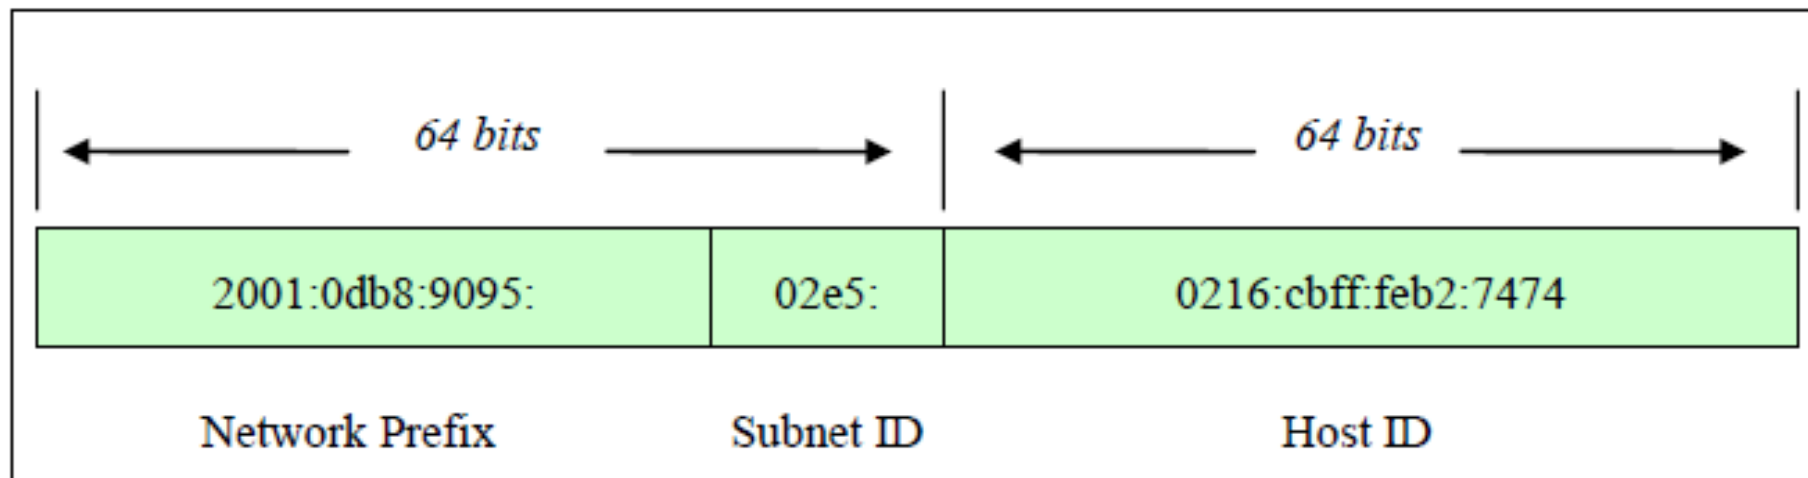 64 bits 64 bits
2001:0db8:9095: 02e5: 0216:cbff:feb2:7474
Network Prefix Subnet ID Host ID